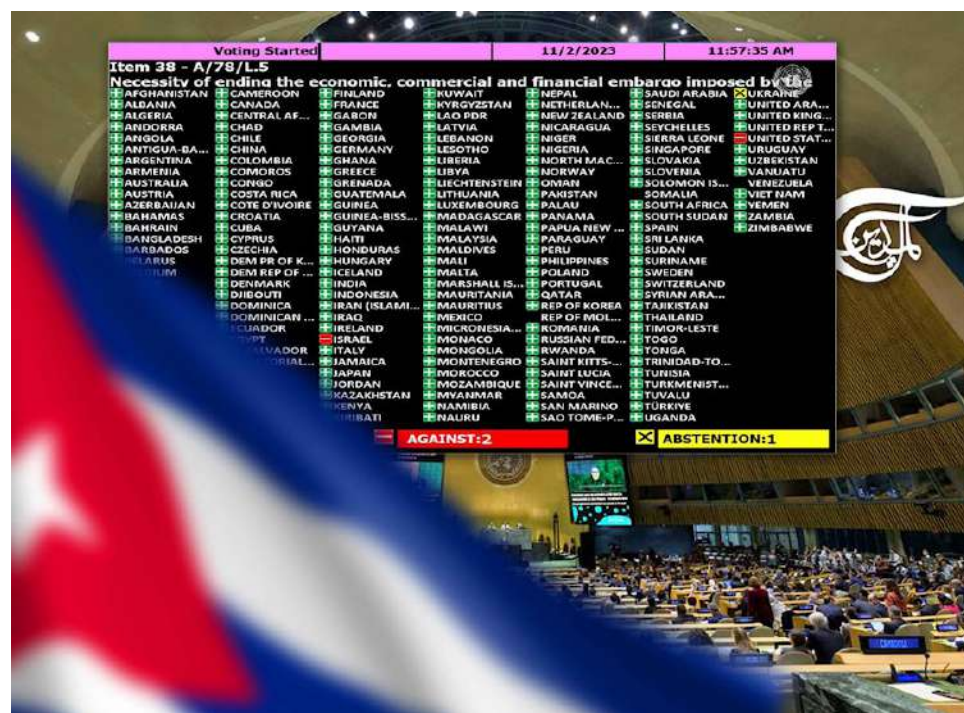 Voting Started
11/2/2023
11:57:35 AM
Item 38 - A/78/L.5
Necessity of ending the economic, commercial and financial embargo imposed by the
AFGHANISTAN
ALBANIA
ALGERIA
ANDORRA
ANGOLA
ANTIGUA-BA...
ARGENTINA
ARMENIA
AUSTRALIA
AUSTRIA
AZERBAIJAN
BAHAMAS
BAHRAIN
BANGLADESH
BARBADOS
BELARUS
CAMEROON
CANADA
CENTRAL AF...
CHAD
CHILE
CHINA
COLOMBIA
COMOROS
CONGO
COSTA RICA
COTE D'IVOIRE
CROATIA
CUBA
CYPRUS
CZECHIA
DEM PR OF K...
DEM REP OF ...
DENMARK
DJIBOUTI
DOMINICA
DOMINICAN ...
ECUADOR
FINLAND
FRANCE
GABON
GAMBIA
GEORGIA
GERMANY
GHANA
GREECE
GRENADA
GUATEMALA
GUINEA
GUINEA-BISS...
GUYANA
HAITI
HONDURAS
HUNGARY
ICELAND
INDIA
INDONESIA
IRAN (ISLAMI...
IRAQ
IRELAND
ISRAEL
ITALY
JAMAICA
JAPAN
JORDAN
KAZAKHSTAN
KENYA
KIRIBATI
KUWAIT
KYRGYZSTAN
LAO PDR
LATVIA
LEBANON
LESOTHO
LIBERIA
LIBYA
LIECHTENSTEIN
LITHUANIA
LUXEMBOURG
MADAGASCAR
MALAWI
MALAYSIA
MALDIVES
MALI
MALTA
MARSHALL IS...
MAURITANIA
MAURITIUS
MEXICO
MICRONESIA...
MONACO
MONGOLIA
MONTENEGRO
MOROCCO
MOZAMBIQUE
MYANMAR
NAMIBIA
NAURU
NEPAL
NETHERLAN...
NEW ZEALAND
NICARAGUA
NIGER
NIGERIA
NORTH MAC...
NORWAY
OMAN
PAKISTAN
PALAU
PANAMA
PAPUA NEW ...
PARAGUAY
PERU
PHILIPPINES
POLAND
PORTUGAL
QATAR
REP OF KOREA
REP OF MOL...
ROMANIA
RUSSIAN FED...
RWANDA
SAINT KITTS-...
SAINT LUCIA
SAINT VINCE...
SAMOA
SAN MARINO
SAO TOME-P...
SAUDI ARABIA
SENEGAL
SERBIA
SEYCHELLES
SIERRA LEONE
SINGAPORE
SLOVAKIA
SLOVENIA
SOLOMON IS...
SOMALIA
SOUTH AFRICA
SOUTH SUDAN
SPAIN
SRI LANKA
SUDAN
SURINAME
SWEDEN
SWITZERLAND
SYRIAN ARA...
TAJIKISTAN
THAILAND
TIMOR-LESTE
TOGO
TONGA
TRINIDAD-TO...
TUNISIA
TURKMENIST...
TUVALU
TÜRKIYE
UGANDA
UKRAINE
UNITED ARA...
UNITED KING...
UNITED REP T...
UNITED STAT...
URUGUAY
UZBEKISTAN
VANUATU
VENEZUELA
VIET NAM
YEMEN
ZAMBIA
ZIMBABWE
AGAINST:2
ABSTENTION:1
الميادين